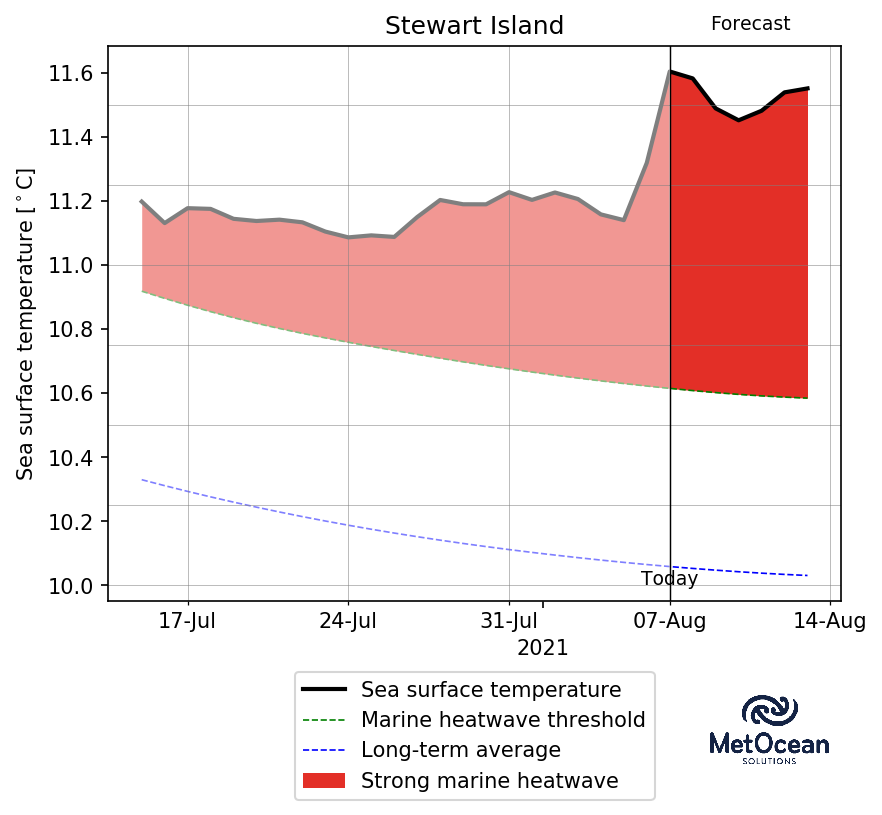 Stewart Island
Forecast
Sea surface temperature [°C]
11.6
11.4
11.2
11.0
10.8
10.6
10.4
10.2
10.0
Today
17-Jul
24-Jul
31-Jul
07-Aug
14-Aug
2021
Sea surface temperature
Marine heatwave threshold
Long-term average
Strong marine heatwave
MetOcean
SOLUTIONS